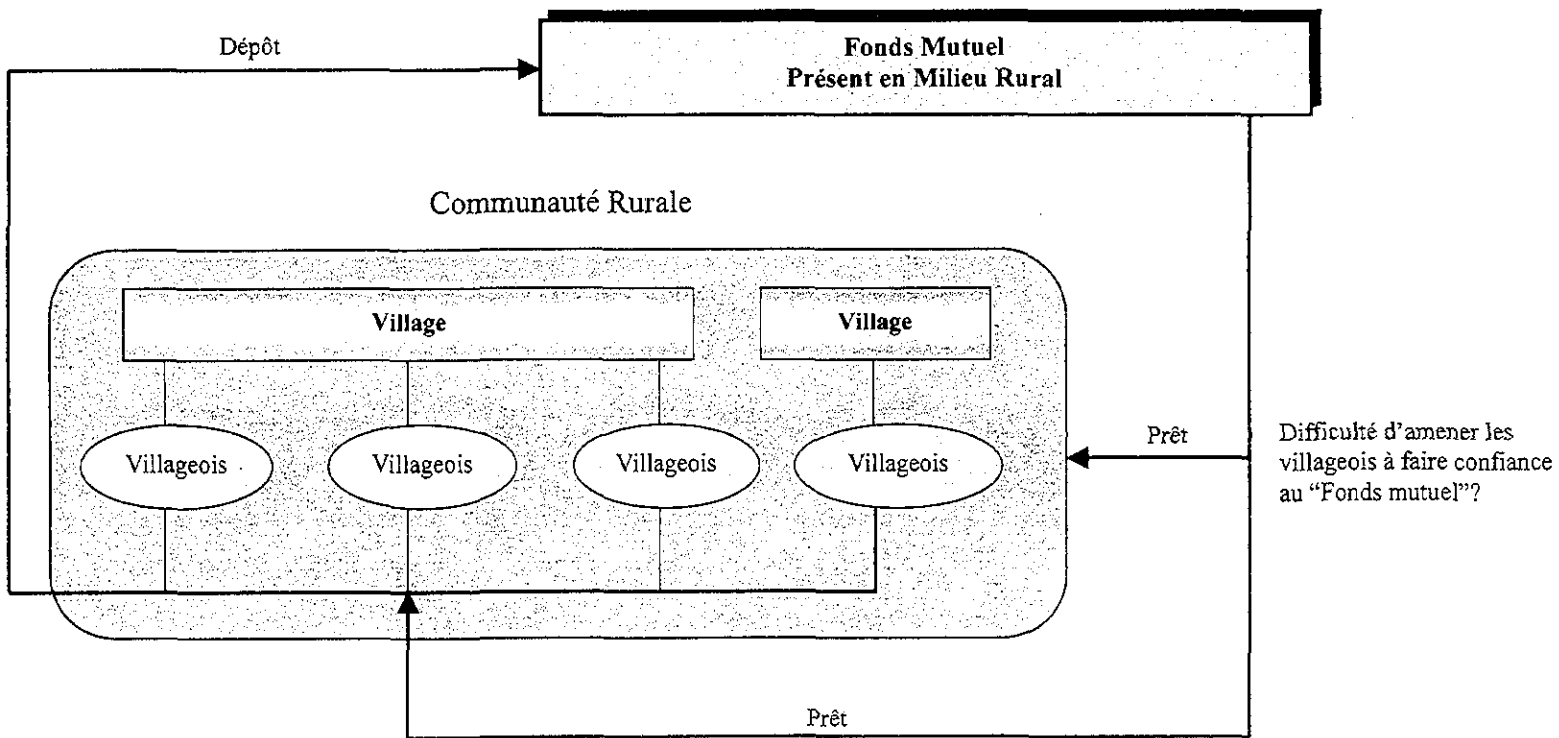 Dépôt
Fonds Mutuel
Présent en Milieu Rural
Communauté Rurale
Village
Village
Villageois
Villageois
Villageois
Villageois
Prêt
Difficulté d'amener les
villageois à faire confiance
au “Fonds mutuel”?
Prêt